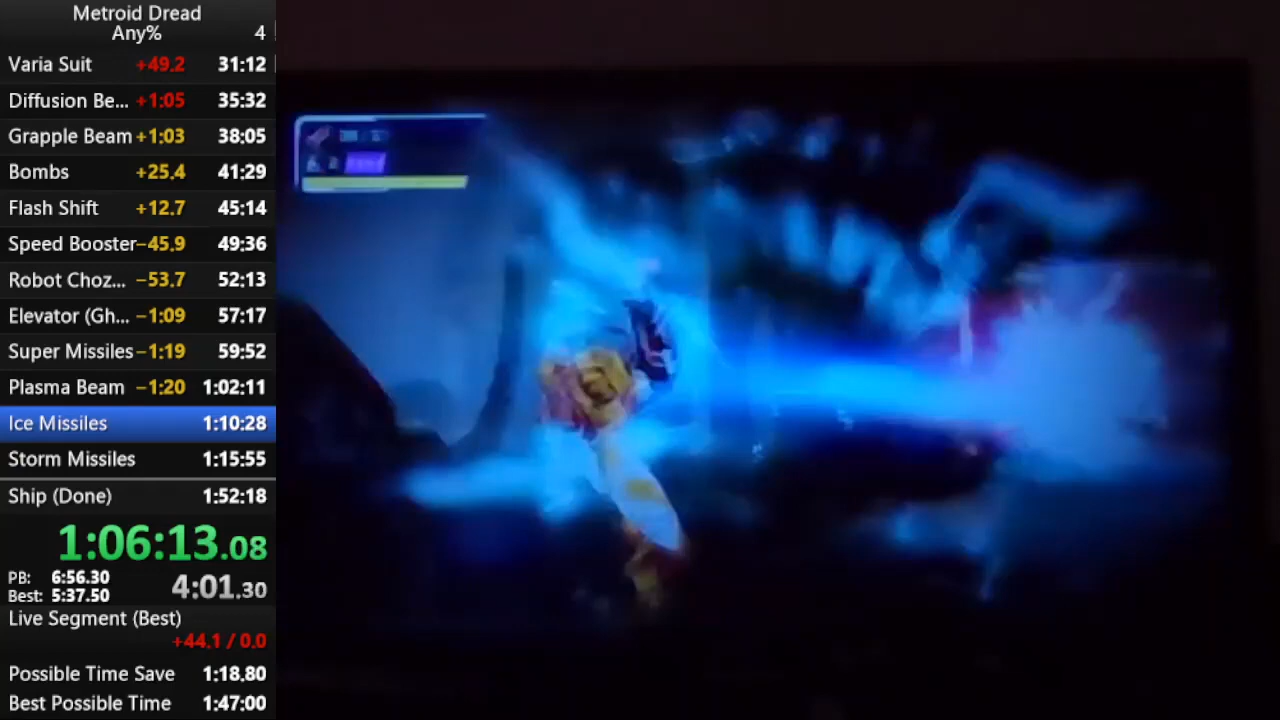 Metroid Dread
Any% 4
Varia Suit +49.2 31:12
Diffusion Be... +1:05 35:32
Grapple Beam +1:03 38:05
Bombs +25.4 41:29
Flash Shift +12.7 45:14
Speed Booster −45.9 49:36
Robot Choz... −53.7 52:13
Elevator (Gh... −1:09 57:17
Super Missiles −1:19 59:52
Plasma Beam −1:20 1:02:11
Ice Missiles 1:10:28
Storm Missiles 1:15:55
Ship (Done) 1:52:18
1:06:13.08
PB: 6:56.30
Best: 5:37.50
4:01.30
Live Segment (Best)
+44.1 / 0.0
Possible Time Save 1:18.80
Best Possible Time 1:47:00